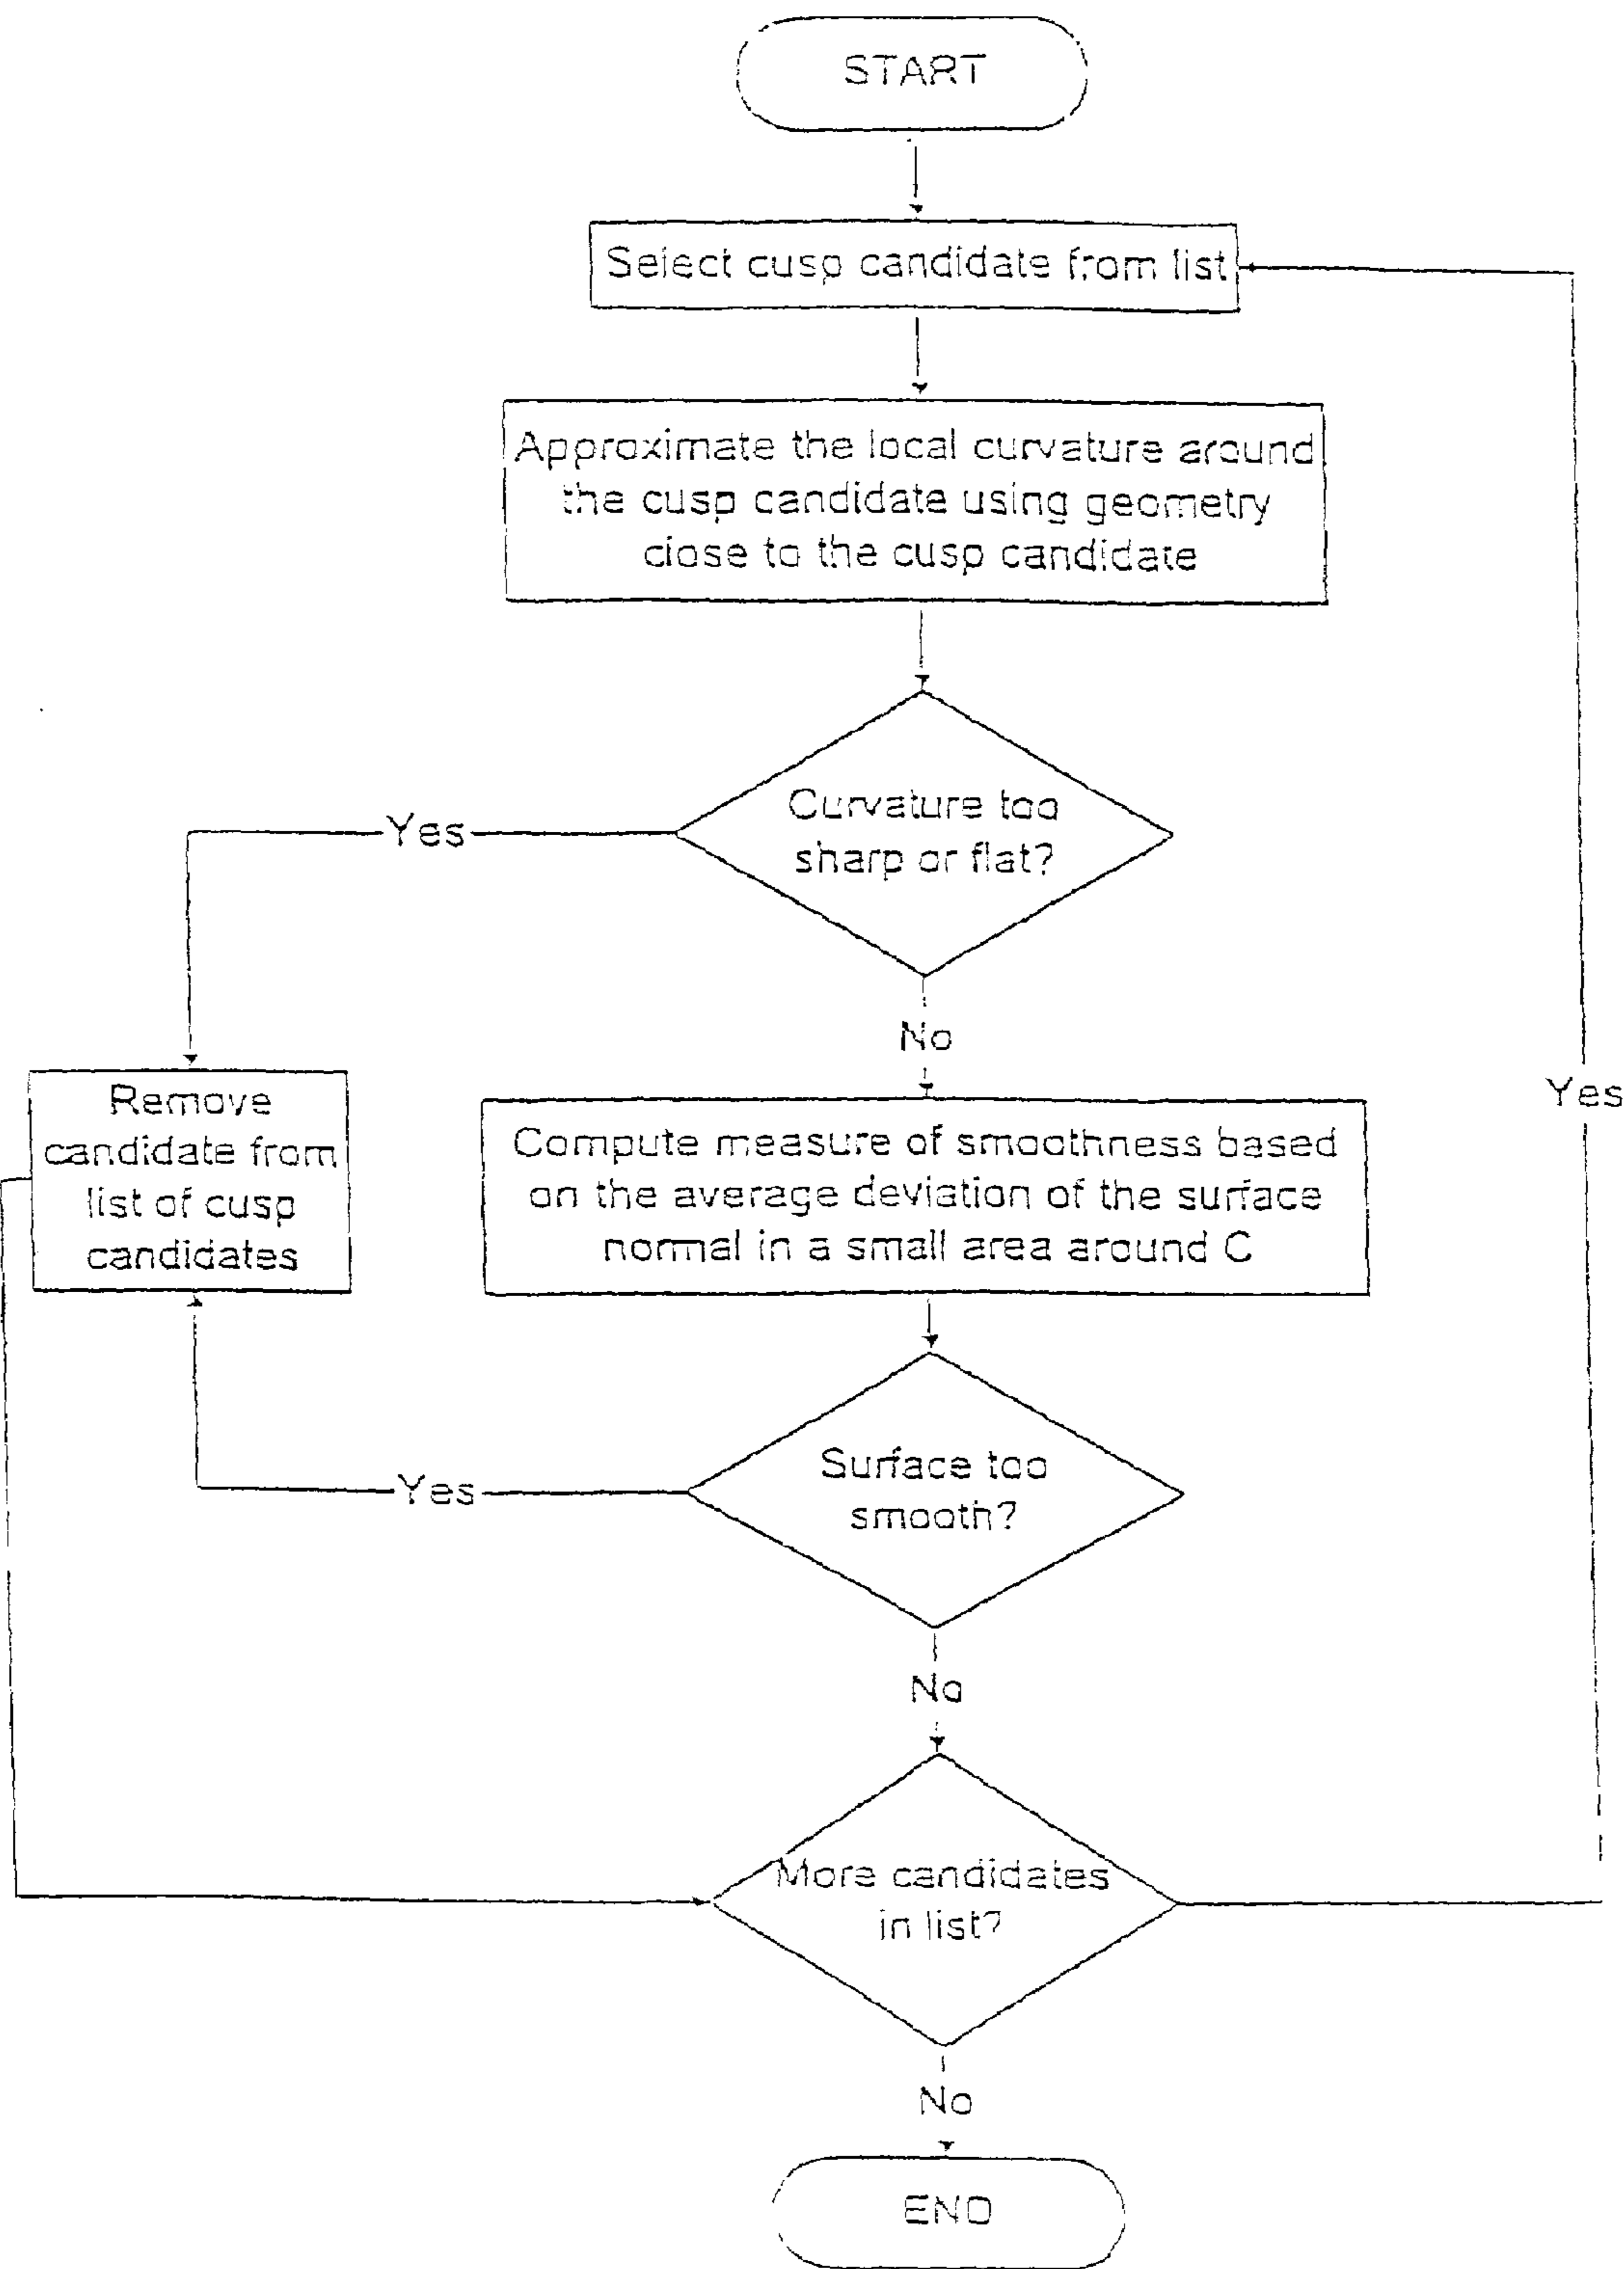 START
Select cusp candidate from list
Approximate the local curvature around
the cusp candidate using geometry
close to the cusp candidate
Curvature too
sharp or flat?
Yes
No
Remove
candidate from
list of cusp
candidates
Yes
Compute measure of smoothness based
on the average deviation of the surface
normal in a small area around C
Surface too
smooth?
Yes
No
More candidates
in list?
No
END